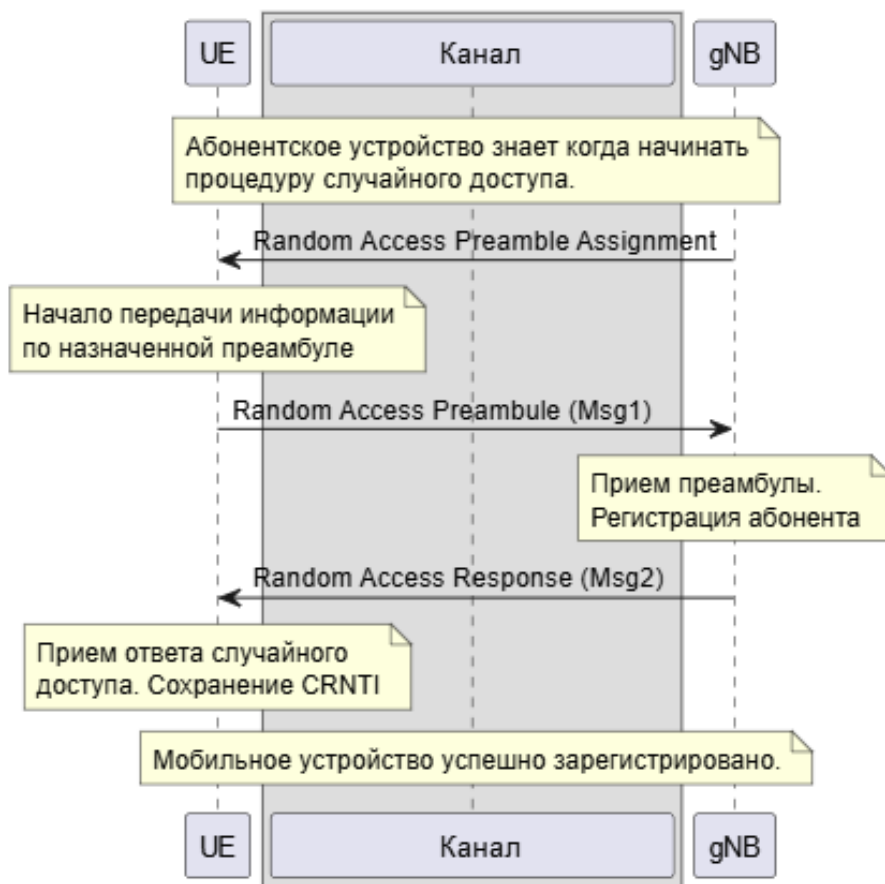 UE Канал gNB
Абонентское устройство знает когда начинать
процедуру случайного доступа.
Random Access Preamble Assignment
Начало передачи информации
по назначенной преамбуле
Random Access Preambule (Msg1)
Прием преамбулы.
Регистрация абонента
Random Access Response (Msg2)
Прием ответа случайного
доступа. Сохранение CRNTI
Мобильное устройство успешно зарегистрировано.
UE Канал gNB